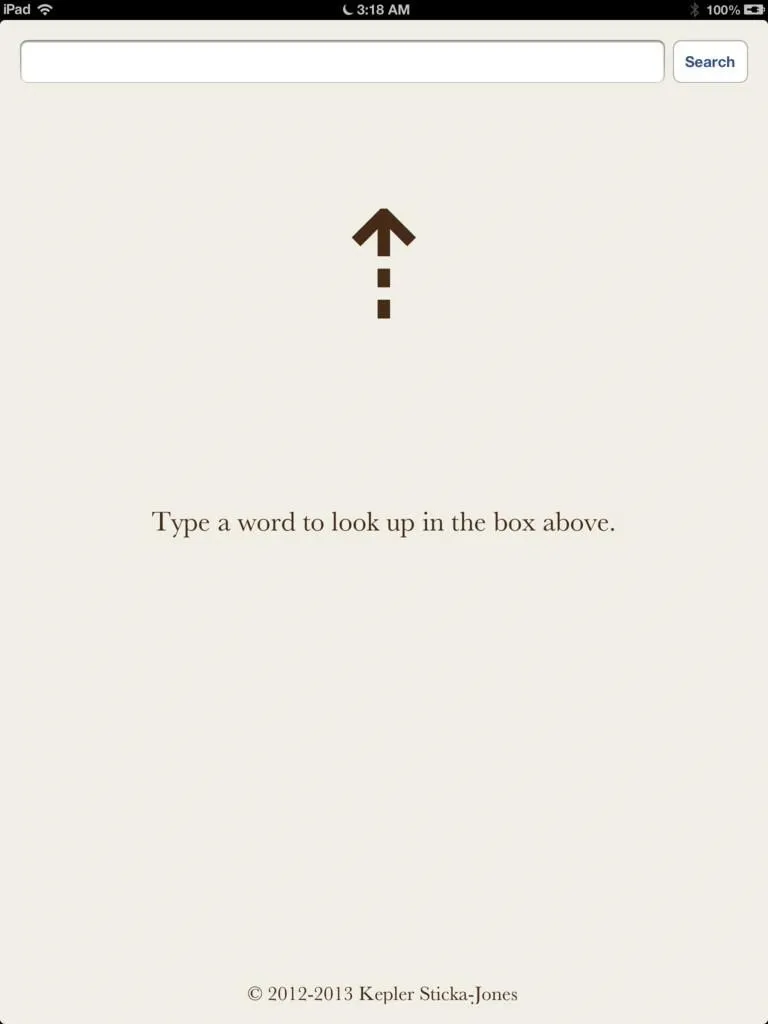 iPad 3:18 AM 100%
Search
Type a word to look up in the box above.
© 2012-2013 Kepler Sticka-Jones